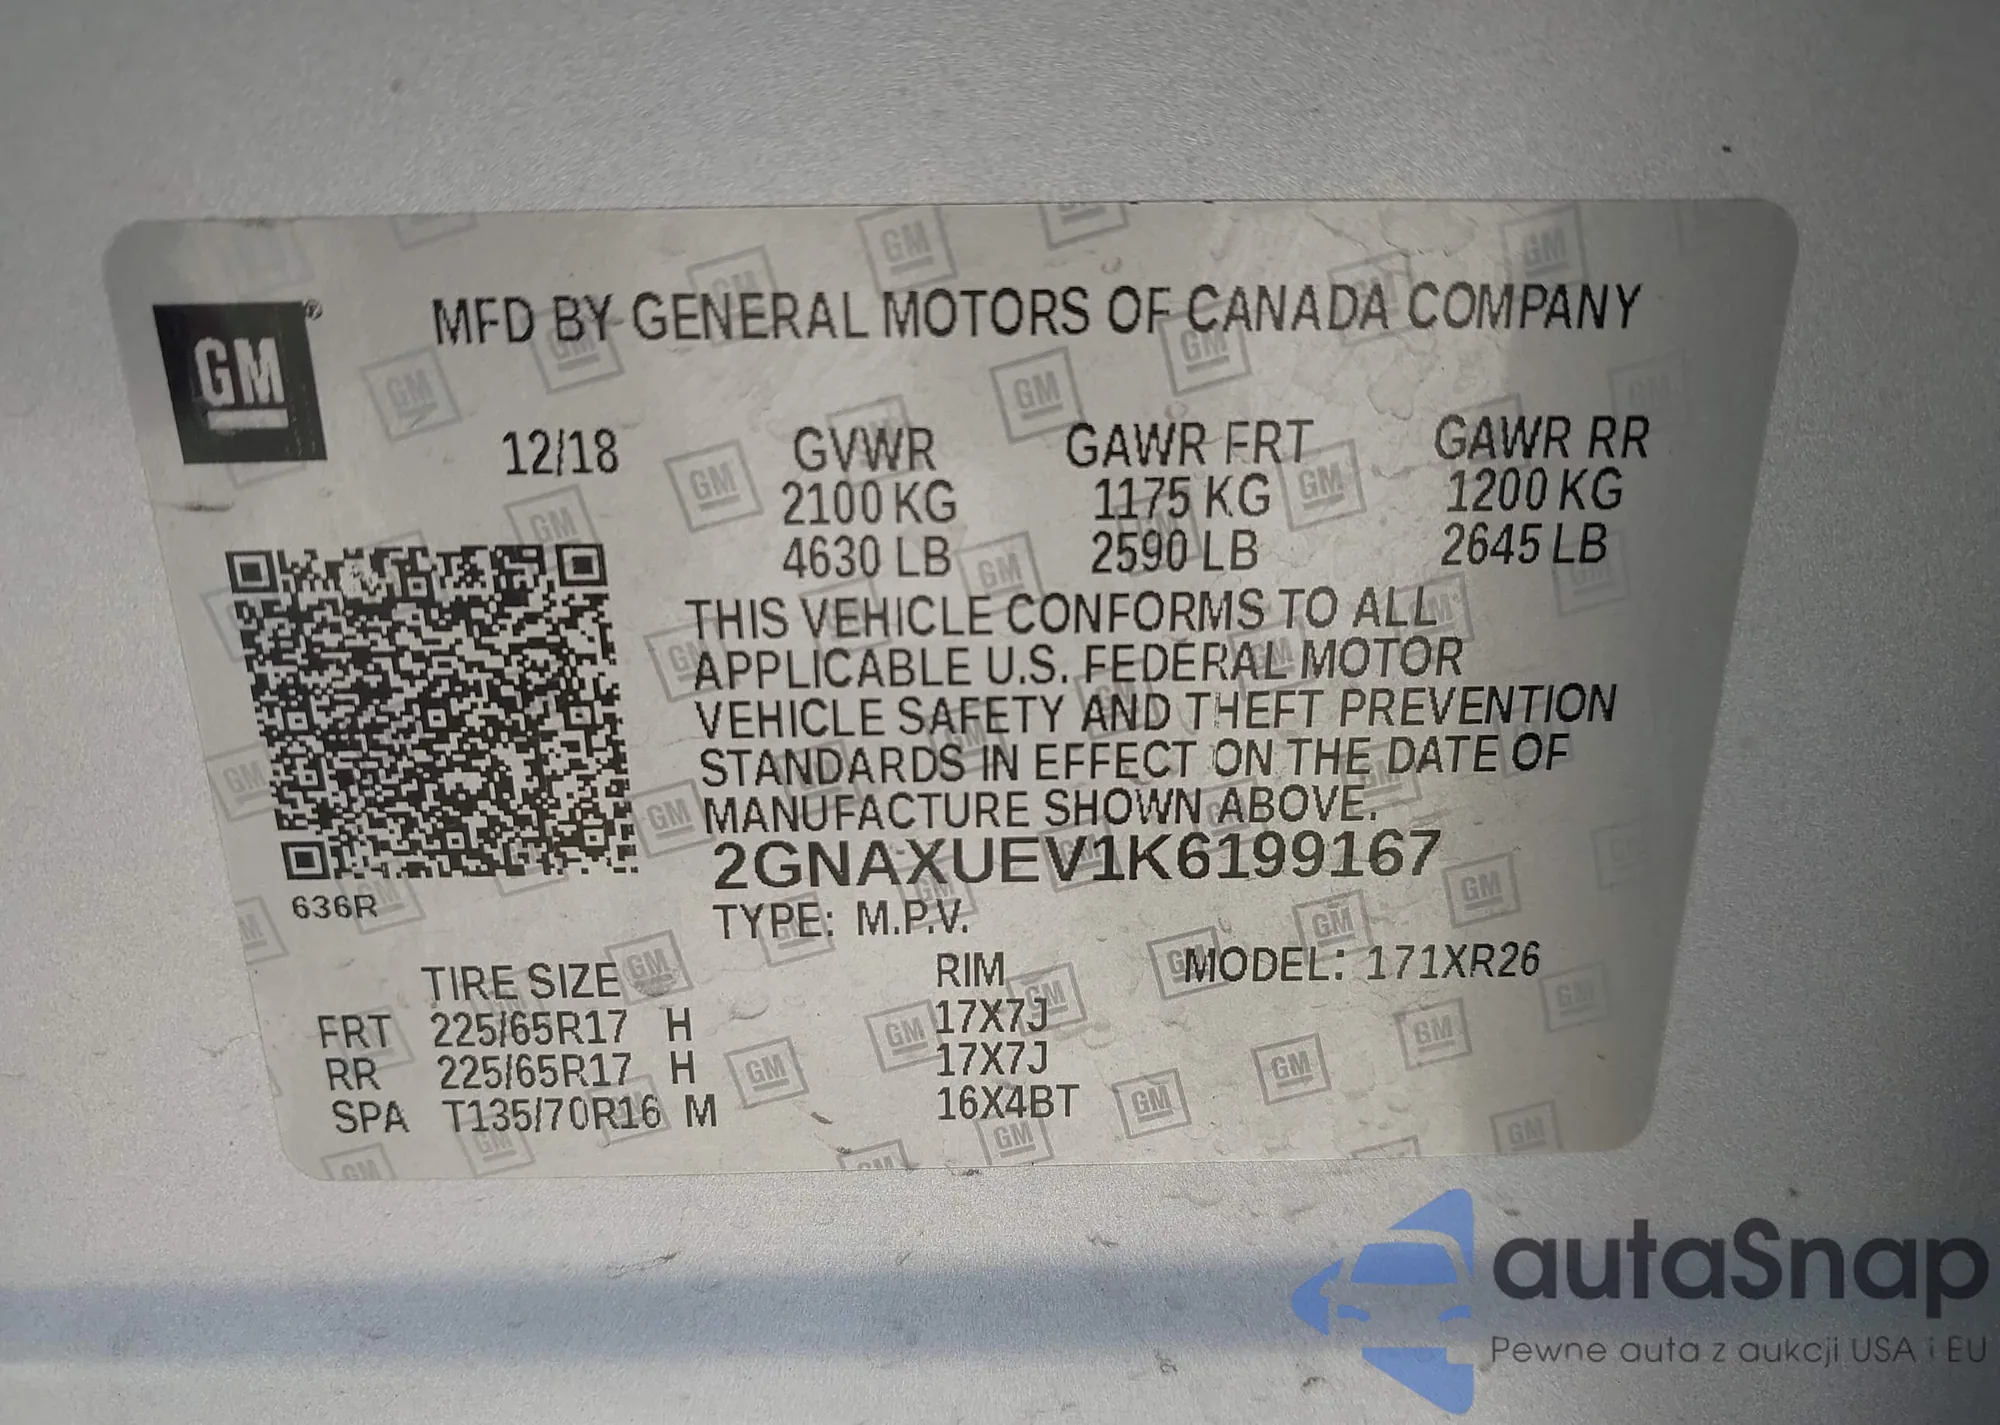 GM®
MFD BY GENERAL MOTORS OF CANADA COMPANY
12/18 GVWR GAWR FRT GAWR RR
2100 KG 1175 KG 1200 KG
4630 LB 2590 LB 2645 LB
THIS VEHICLE CONFORMS TO ALL
APPLICABLE U.S. FEDERAL MOTOR
VEHICLE SAFETY AND THEFT PREVENTION
STANDARDS IN EFFECT ON THE DATE OF
MANUFACTURE SHOWN ABOVE.
2GNAXUEV1K6199167
636R
TYPE: M.P.V.
TIRE SIZE RIM MODEL: 171XR26
FRT 225/65R17 H 17X7J
RR 225/65R17 H 17X7J
SPA T135/70R16 M 16X4BT
autaSnap
Pewne auta z aukcji USA i EU